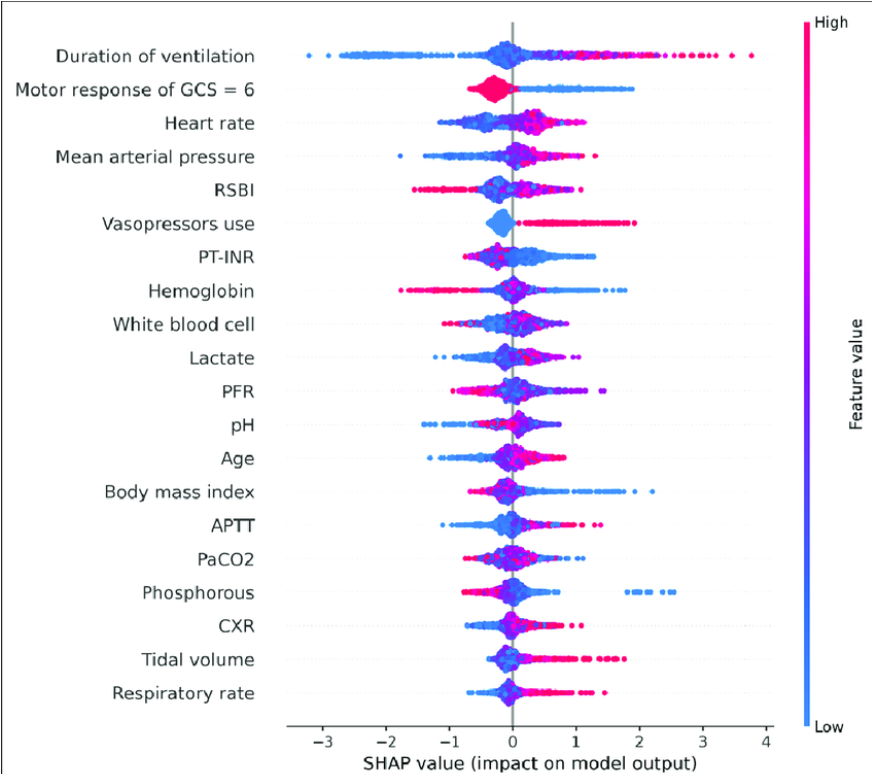 High
Duration of ventilation
Motor response of GCS = 6
Heart rate
Mean arterial pressure
RSBI
Vasopressors use
PT-INR
Hemoglobin
White blood cell
Lactate
PFR
pH
Age
Body mass index
APTT
PaCO2
Phosphorous
CXR
Tidal volume
Respiratory rate
Feature value
Low
−3 −2 −1 0 1 2 3 4
SHAP value (impact on model output)